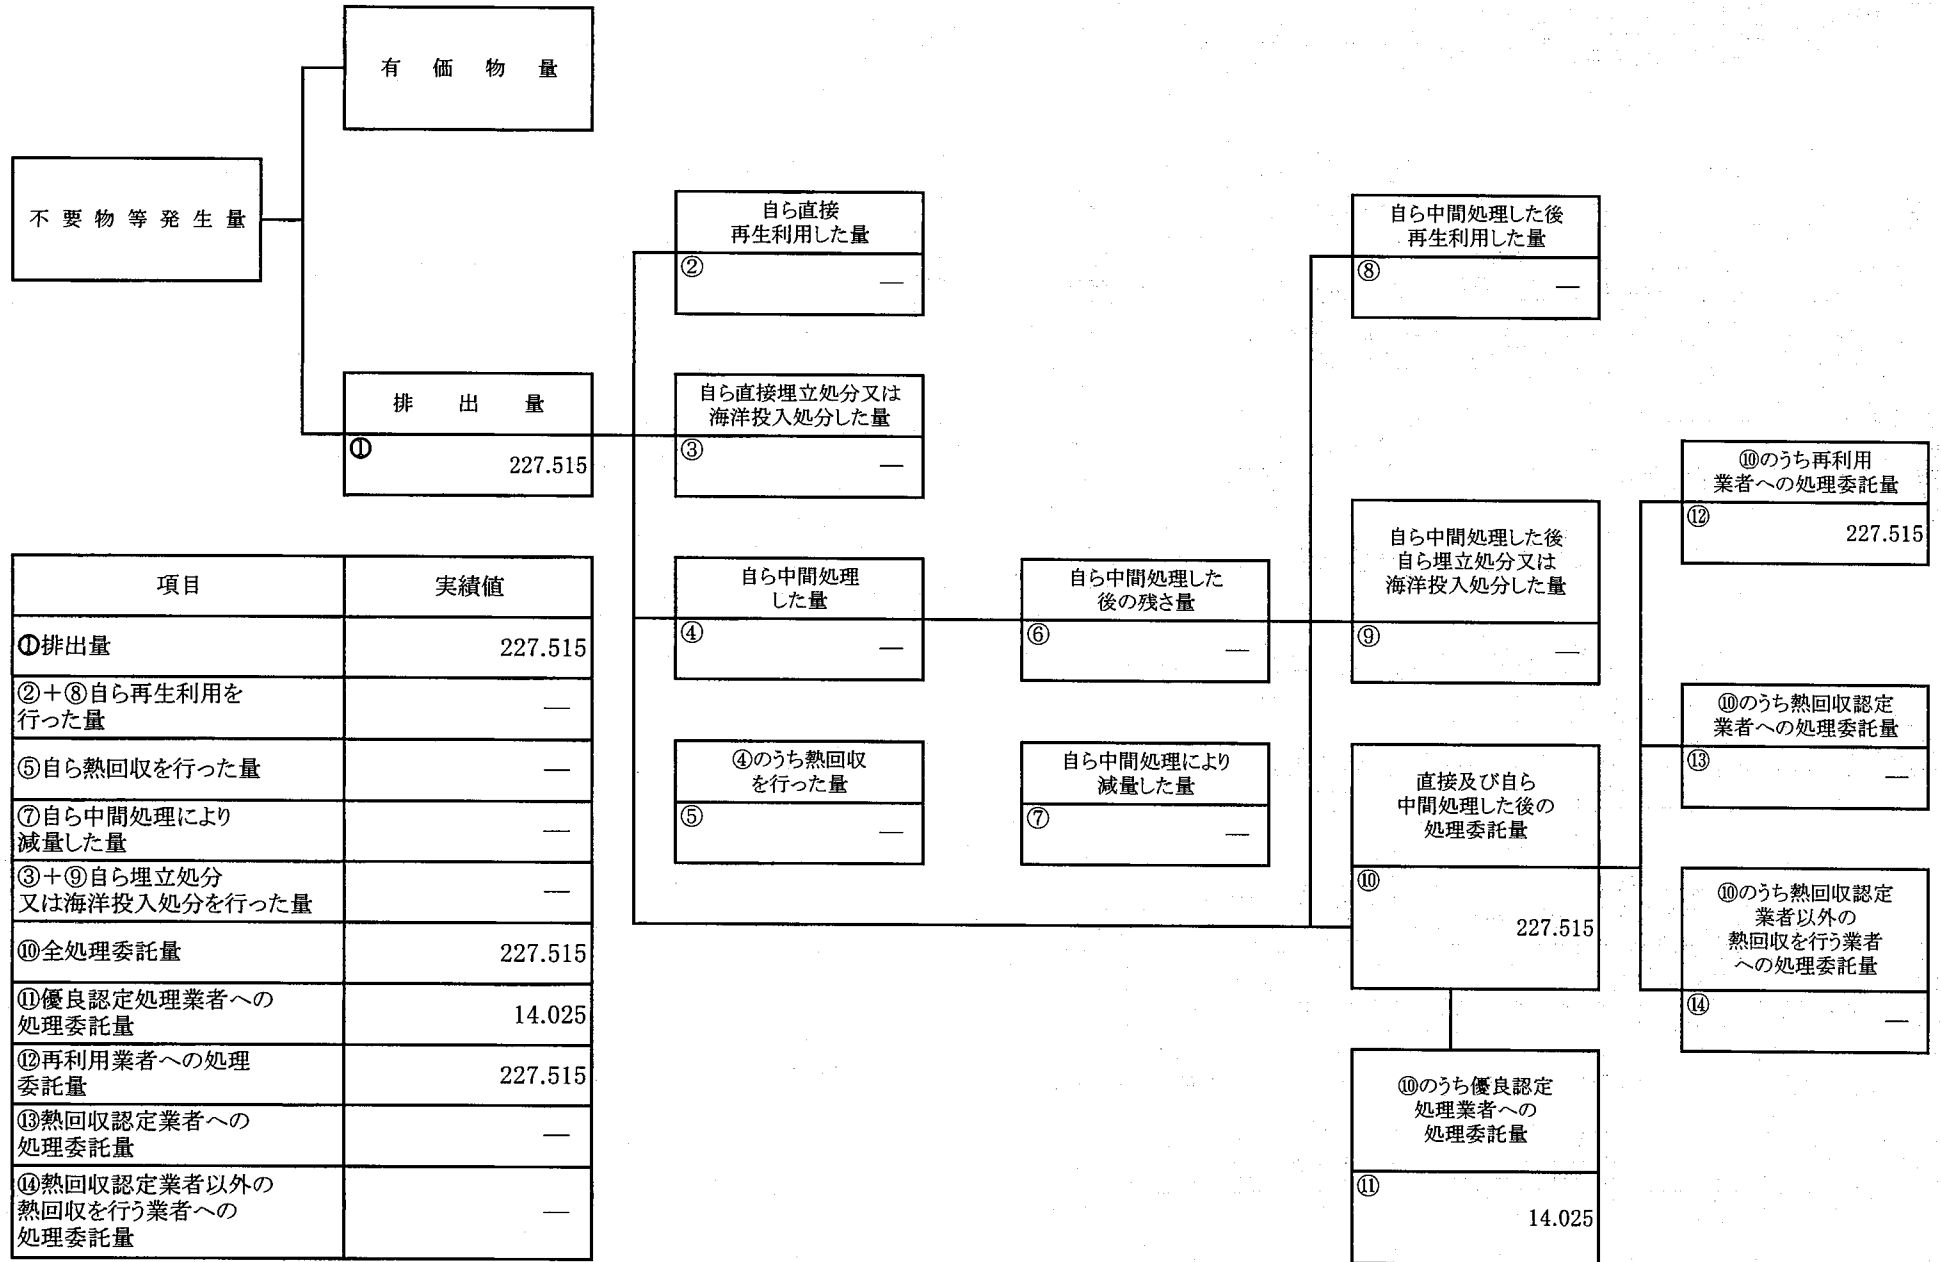 有価物量
不要物等発生量
排出量
①
227.515
自ら直接
再生利用した量
②
—
自ら直接埋立処分又は
海洋投入処分した量
③
—
自ら中間処理
した量
④
—
④のうち熱回収
を行った量
⑤
—
自ら中間処理した
後の残さ量
⑥
—
自ら中間処理により
減量した量
⑦
—
自ら中間処理した後
再生利用した量
⑧
—
自ら中間処理した後
自ら埋立処分又は
海洋投入処分した量
⑨
—
直接及び自ら
中間処理した後の
処理委託量
⑩
227.515
⑩のうち優良認定
処理業者への
処理委託量
⑪
14.025
⑩のうち再利用
業者への処理委託量
⑫
227.515
⑩のうち熱回収認定
業者への処理委託量
⑬
—
⑩のうち熱回収認定
業者以外の
熱回収を行う業者
への処理委託量
⑭
—
項目 実績値
①排出量 227.515
②+⑧自ら再生利用を
行った量 —
⑤自ら熱回収を行った量 —
⑦自ら中間処理により
減量した量 —
③+⑨自ら埋立処分
又は海洋投入処分を行った量 —
⑩全処理委託量 227.515
⑪優良認定処理業者への
処理委託量 14.025
⑫再利用業者への処理
委託量 227.515
⑬熱回収認定業者への
処理委託量 —
⑭熱回収認定業者以外の
熱回収を行う業者への
処理委託量 —